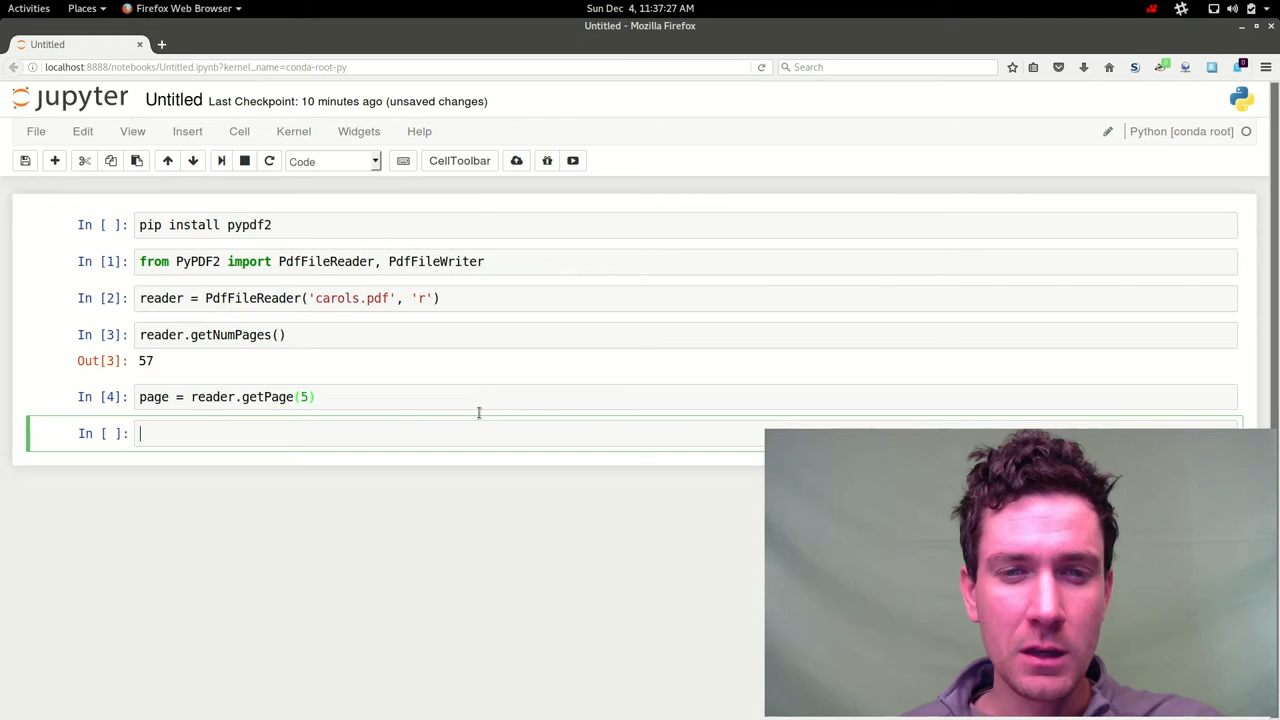 Activities Places Firefox Web Browser Sun Dec 4, 11:37:27 AM
Untitled - Mozilla Firefox
Untitled
localhost:8888/notebooks/Untitled.ipynb?kernel_name=conda-root-py Search 9 0
jupyter Untitled Last Checkpoint: 10 minutes ago (unsaved changes)
File Edit View Insert Cell Kernel Widgets Help Python [conda root]
Code CellToolbar
In [ ]: pip install pypdf2
In [1]: from PyPDF2 import PdfFileReader, PdfFileWriter
In [2]: reader = PdfFileReader('carols.pdf', 'r')
In [3]: reader.getNumPages()
Out[3]: 57
In [4]: page = reader.getPage(5)
In [ ]: